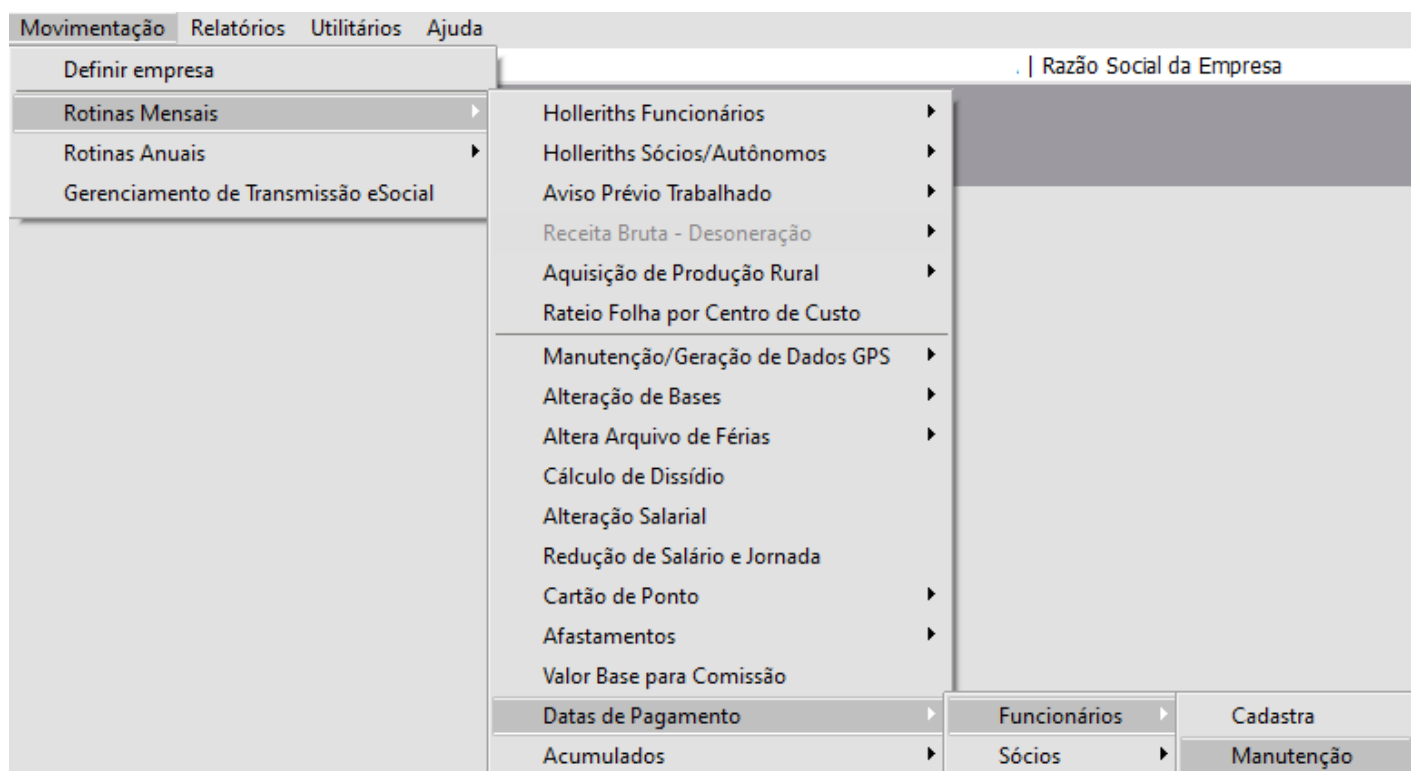 Movimentação Relatórios Utilitários Ajuda
Definir empresa
. | Razão Social da Empresa
Rotinas Mensais
Rotinas Anuais
Gerenciamento de Transmissão eSocial
Holleriths Funcionários
Holleriths Sócios/Autônomos
Aviso Prévio Trabalhado
Receita Bruta - Desoneração
Aquisição de Produção Rural
Rateio Folha por Centro de Custo
Manutenção/Geração de Dados GPS
Alteração de Bases
Altera Arquivo de Férias
Cálculo de Dissídio
Alteração Salarial
Redução de Salário e Jornada
Cartão de Ponto
Afastamentos
Valor Base para Comissão
Datas de Pagamento
Acumulados
Funcionários
Sócios
Cadastra
Manutenção